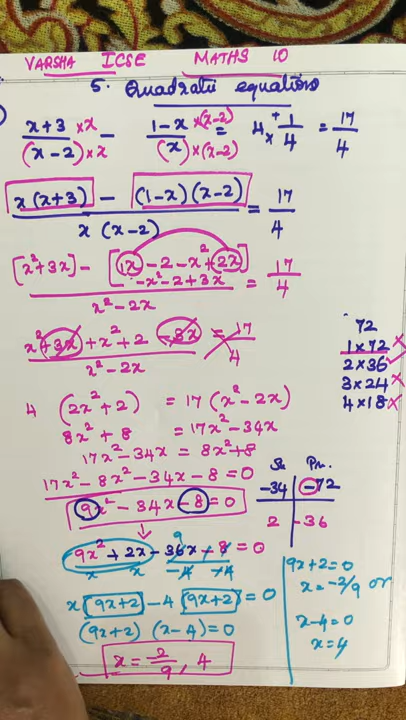 VARSHA ICSE MATHS 10
5. Quadratic equations
x+3 ×x / (x-2) ×x - 1-x ×(x-2) / (x) ×(x-2) = 4 + 1 / × 4 = 17/4
x(x+3) - (1-x)(x-2) / x(x-2) = 17/4
[x²+3x] - [1x - 2 - x² + 2x] / x²-2x = 17/4
-x² - 2 + 3x
x² + 3x + x² + 2 - 3x / x²-2x = 17/4
4 (2x²+2) = 17 (x²-2x)
8x² + 8 = 17x² - 34x
17x² - 34x = 8x² + 8
17x² - 8x² - 34x - 8 = 0
9x² - 34x - 8 = 0
9x² + 2x - 36x - 8 = 0
x x 9 -4 -4
x [9x+2] - 4 [9x+2] = 0
(9x+2) (x-4) = 0
x = -2/9, 4
72
1×72 ×
2×36 ✓
3×24 ×
4×18 ×
Su Pr.
-34 -72
2 -36
9x+2=0
x = -2/9 or
x-4=0
x=4